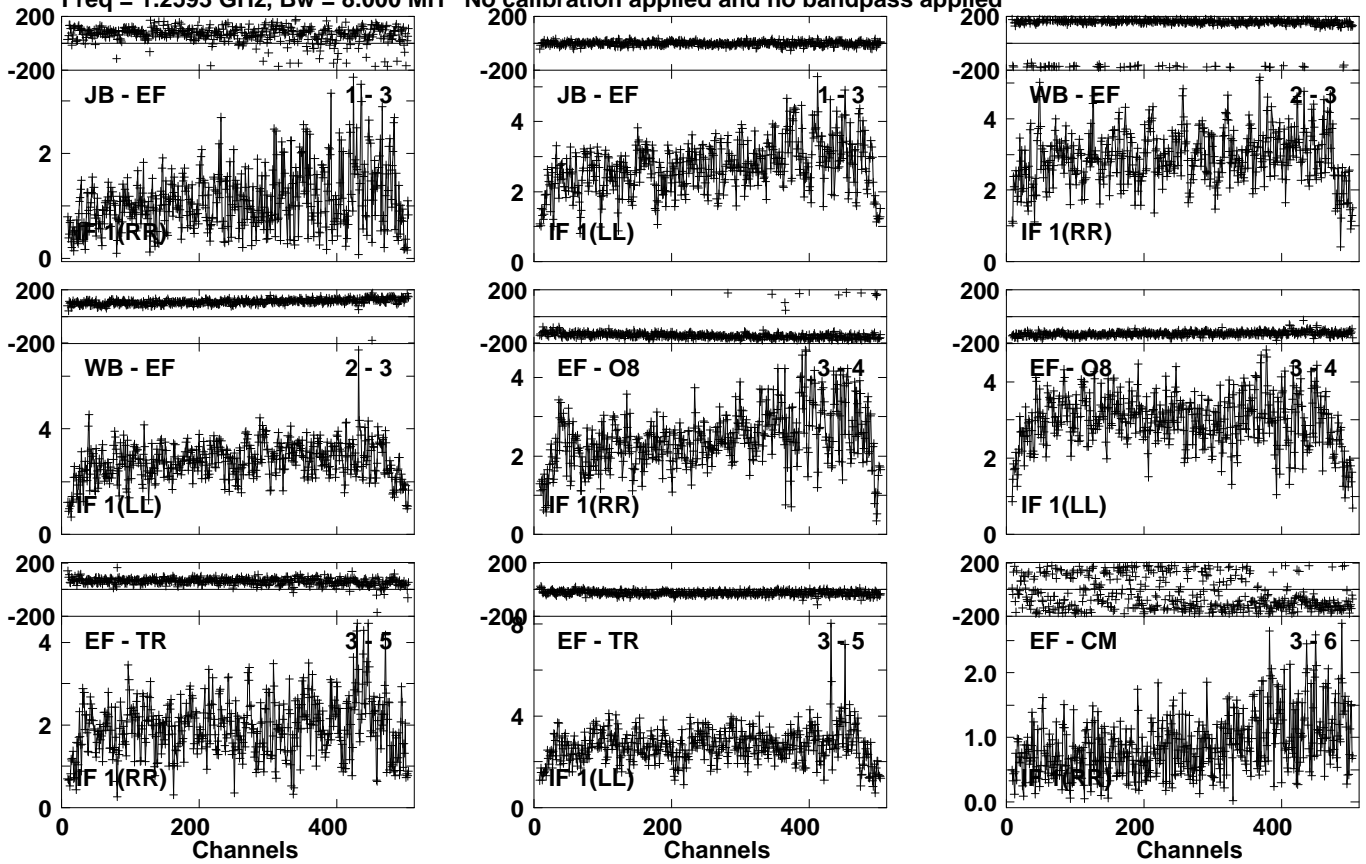 Freq = 1.2593 GHz, Bw = 8.000 MH No calibration applied and no bandpass applied
200
-200
JB - EF 1 - 3
2
0
IF 1(RR)
JB - EF 1 - 3
4
2
0
IF 1(LL)
200
-200
WB - EF 2 - 3
4
2
0
IF 1(RR)
200
-200
WB - EF 2 - 3
4
0
IF 1(LL)
200
-200
EF - O8 3 - 4
4
2
0
IF 1(RR)
200
-200
EF - O8 3 - 4
4
2
0
IF 1(LL)
200
-200
EF - TR 3 - 5
4
2
0
IF 1(RR)
0 200 400
Channels
200
-200
8
EF - TR 3 - 5
4
0
IF 1(LL)
0 200 400
Channels
200
-200
EF - CM 3 - 6
2.0
1.0
0.0
IF 1(RR)
0 200 400
Channels